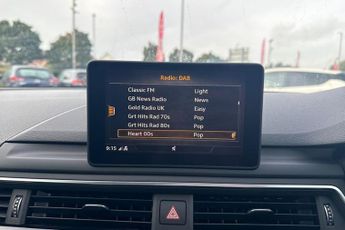 Radio: DAB
Classic FM Light
GB News Radio News
Gold Radio UK Easy
Grt Hits Rad 70s Pop
Grt Hits Rad 80s Pop
Heart 00s Pop
9:15